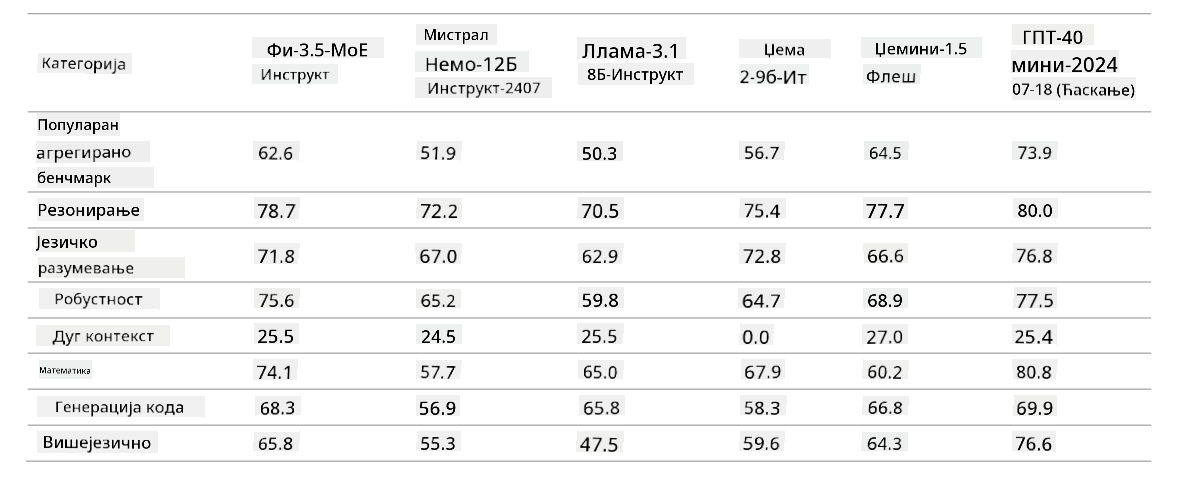 Категорија
Фи-3.5-МоЕ
Инструкт
Мистрал
Немо-12Б
Инструкт-2407
Ллама-3.1
8Б-Инструкт
Џема
2-9б-Ит
Џемини-1.5
Флеш
ГПТ-40
мини-2024
07-18 (Ћаскање)
Популаран
агрегирано
бенчмарк
62.6 51.9 50.3 56.7 64.5 73.9
Резонирање 78.7 72.2 70.5 75.4 77.7 80.0
Језичко
разумевање
71.8 67.0 62.9 72.8 66.6 76.8
Робустност 75.6 65.2 59.8 64.7 68.9 77.5
Дуг контекст 25.5 24.5 25.5 0.0 27.0 25.4
Математика 74.1 57.7 65.0 67.9 60.2 80.8
Генерација кода 68.3 56.9 65.8 58.3 66.8 69.9
Вишејезично 65.8 55.3 47.5 59.6 64.3 76.6